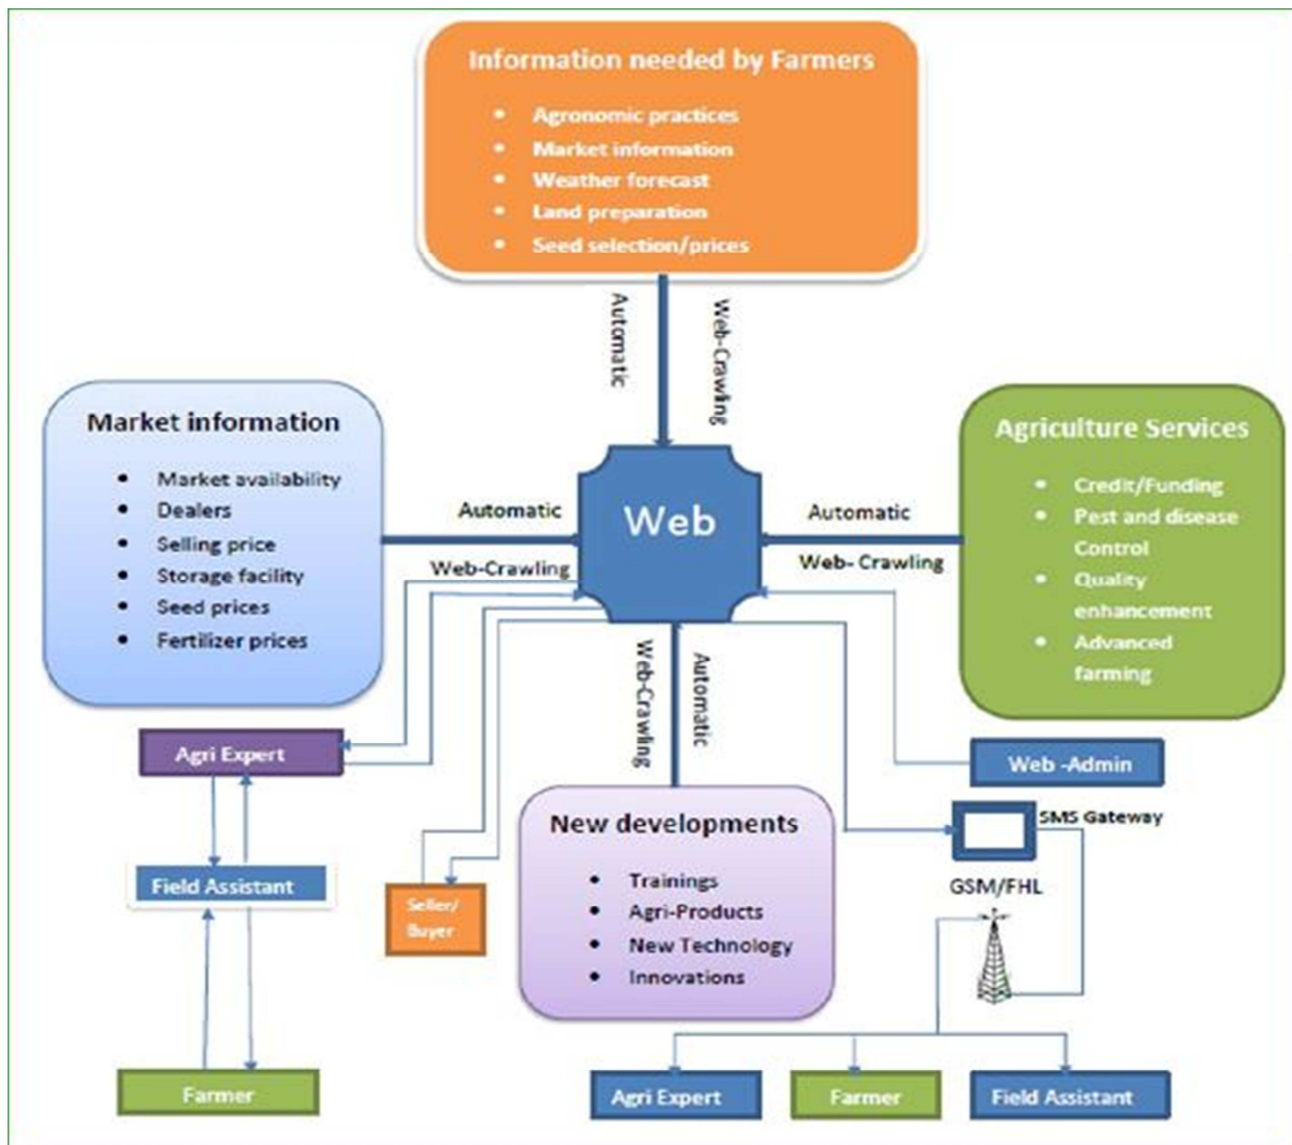 Information needed by Farmers
• Agronomic practices
• Market information
• Weather forecast
• Land preparation
• Seed selection/prices
Automatic
Web-Crawling
Market information
• Market availability
• Dealers
• Selling price
• Storage facility
• Seed prices
• Fertilizer prices
Automatic
Web-Crawling
Web
Automatic
Web- Crawling
Agriculture Services
• Credit/Funding
• Pest and disease
Control
• Quality
enhancement
• Advanced
farming
Web-Crawling
Automatic
Agri Expert
Field Assistant
Farmer
Seller/
Buyer
New developments
• Trainings
• Agri-Products
• New Technology
• Innovations
Web -Admin
SMS Gateway
GSM/FHL
Agri Expert
Farmer
Field Assistant